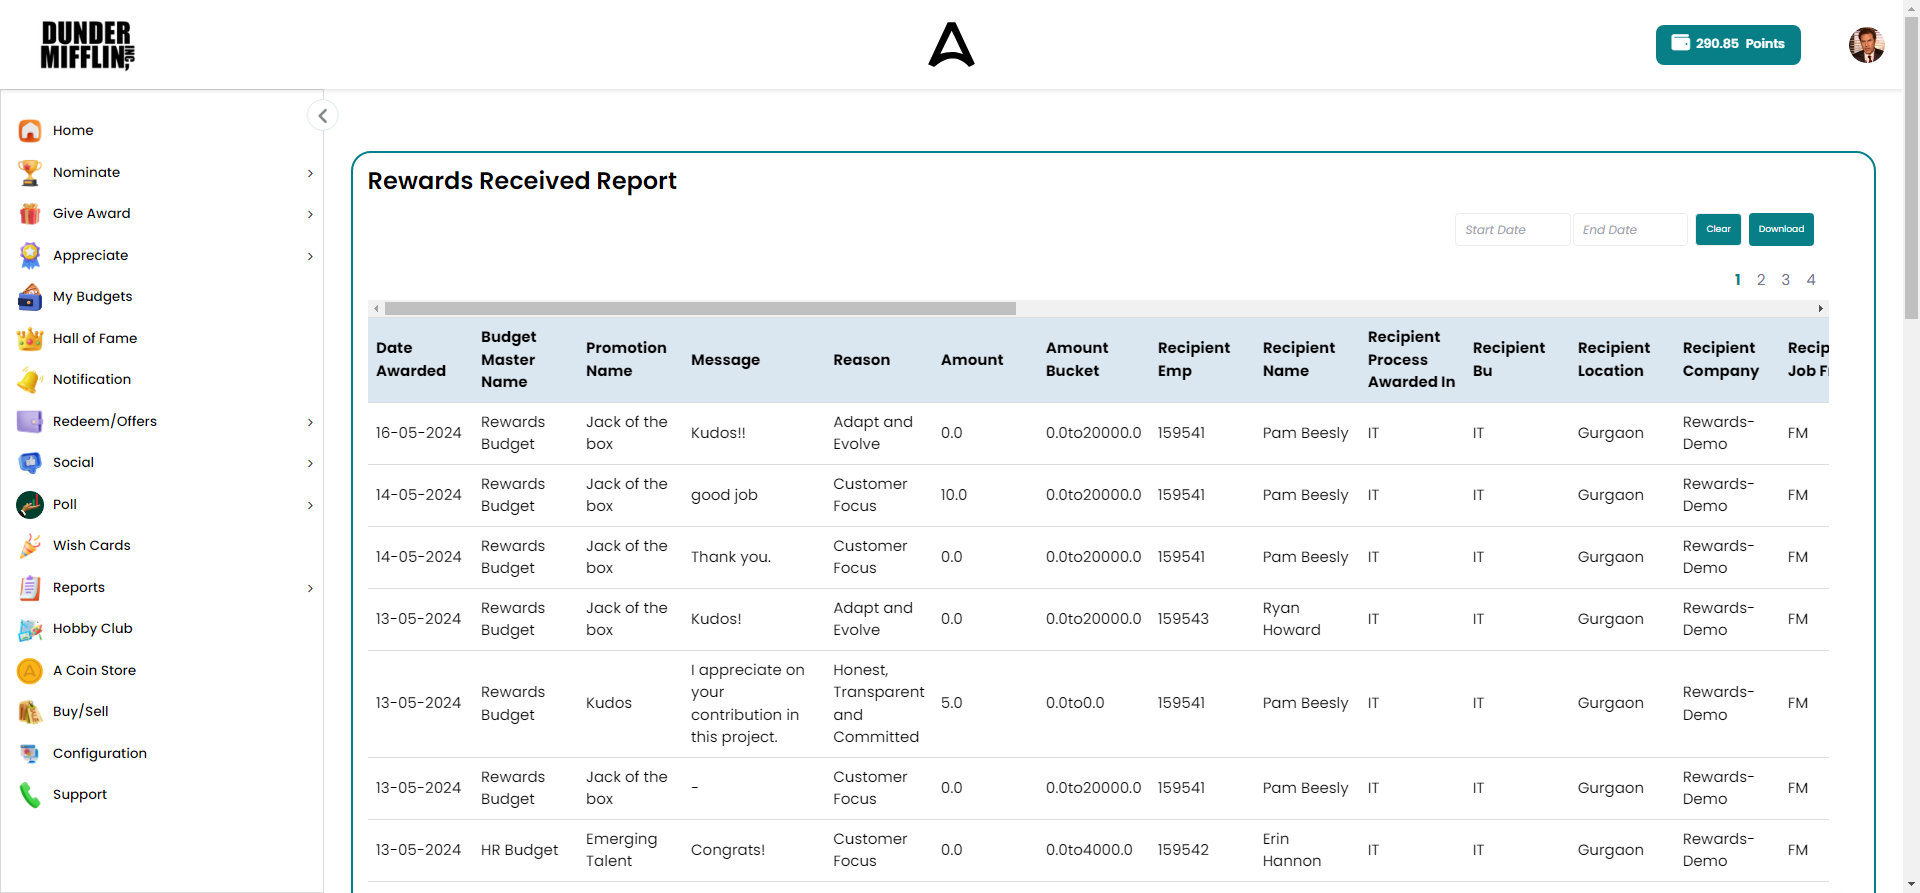 DUNDER
MIFFLIN, INC.
290.85 Points
Home
Nominate
Give Award
Appreciate
My Budgets
Hall of Fame
Notification
Redeem/Offers
Social
Poll
Wish Cards
Reports
Hobby Club
A Coin Store
Buy/Sell
Configuration
Support
Rewards Received Report
Start Date End Date Clear Download
1 2 3 4
Date Awarded Budget Master Name Promotion Name Message Reason Amount Amount Bucket Recipient Emp Recipient Name Recipient Process Awarded In Recipient Bu Recipient Location Recipient Company Recip Job F
16-05-2024 Rewards Budget Jack of the box Kudos!! Adapt and Evolve 0.0 0.0to20000.0 159541 Pam Beesly IT IT Gurgaon Rewards-Demo FM
14-05-2024 Rewards Budget Jack of the box good job Customer Focus 10.0 0.0to20000.0 159541 Pam Beesly IT IT Gurgaon Rewards-Demo FM
14-05-2024 Rewards Budget Jack of the box Thank you. Customer Focus 0.0 0.0to20000.0 159541 Pam Beesly IT IT Gurgaon Rewards-Demo FM
13-05-2024 Rewards Budget Jack of the box Kudos! Adapt and Evolve 0.0 0.0to20000.0 159543 Ryan Howard IT IT Gurgaon Rewards-Demo FM
13-05-2024 Rewards Budget Kudos I appreciate on your contribution in this project. Honest, Transparent and Committed 5.0 0.0to0.0 159541 Pam Beesly IT IT Gurgaon Rewards-Demo FM
13-05-2024 Rewards Budget Jack of the box - Customer Focus 0.0 0.0to20000.0 159541 Pam Beesly IT IT Gurgaon Rewards-Demo FM
13-05-2024 HR Budget Emerging Talent Congrats! Customer Focus 0.0 0.0to4000.0 159542 Erin Hannon IT IT Gurgaon Rewards-Demo FM